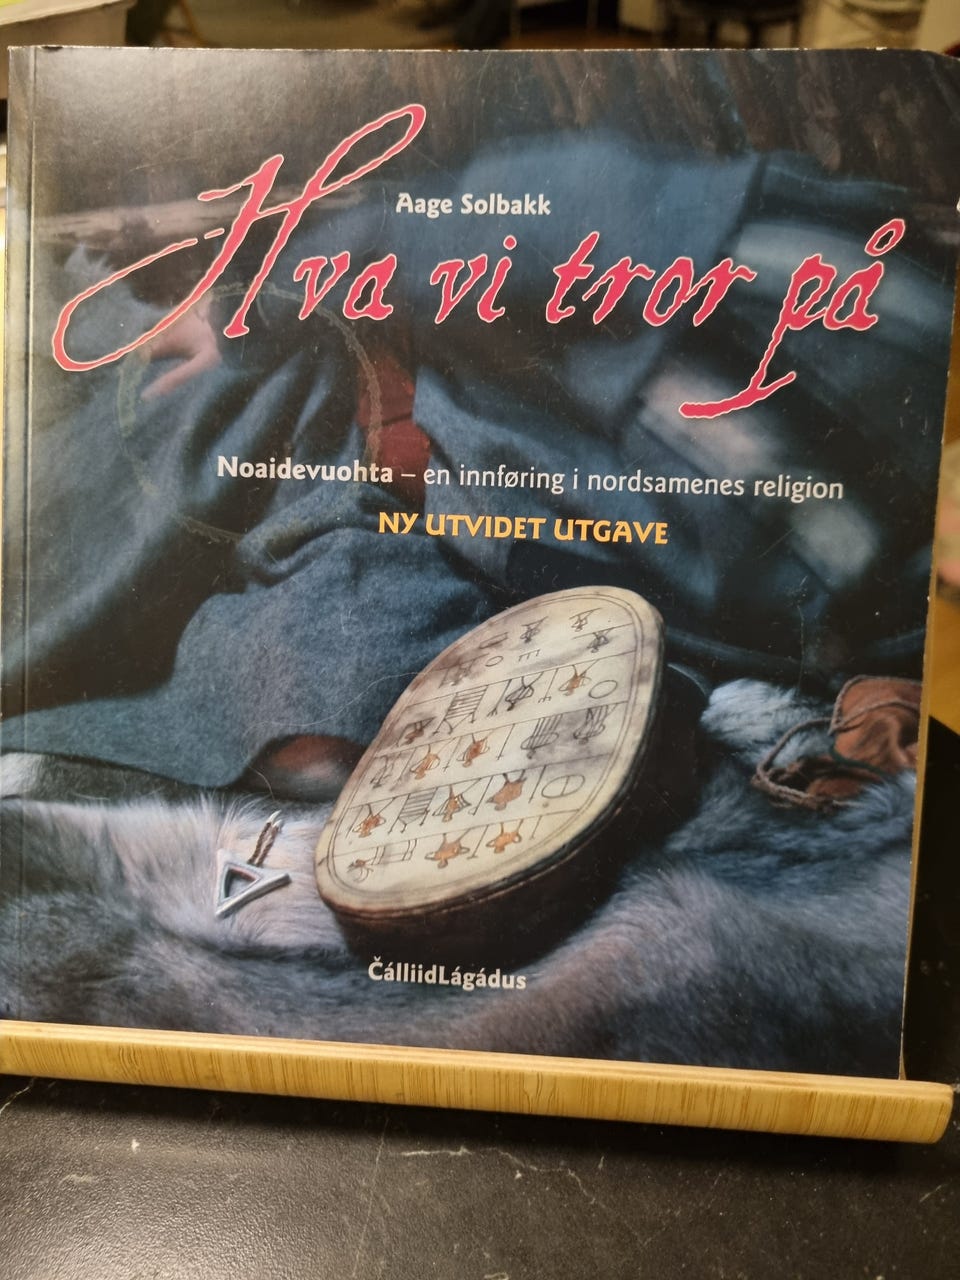 Aage Solbakk
Hva vi tror på
Noaidevuohta – en innføring i nordsamenes religion
NY UTVIDET UTGAVE
ČálliidLágádus